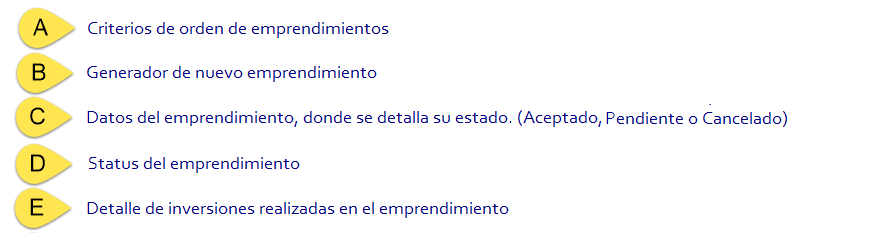 A Criterios de orden de emprendimientos
B Generador de nuevo emprendimiento
C Datos del emprendimiento, donde se detalla su estado. (Aceptado, Pendiente o Cancelado)
D Status del emprendimiento
E Detalle de inversiones realizadas en el emprendimiento